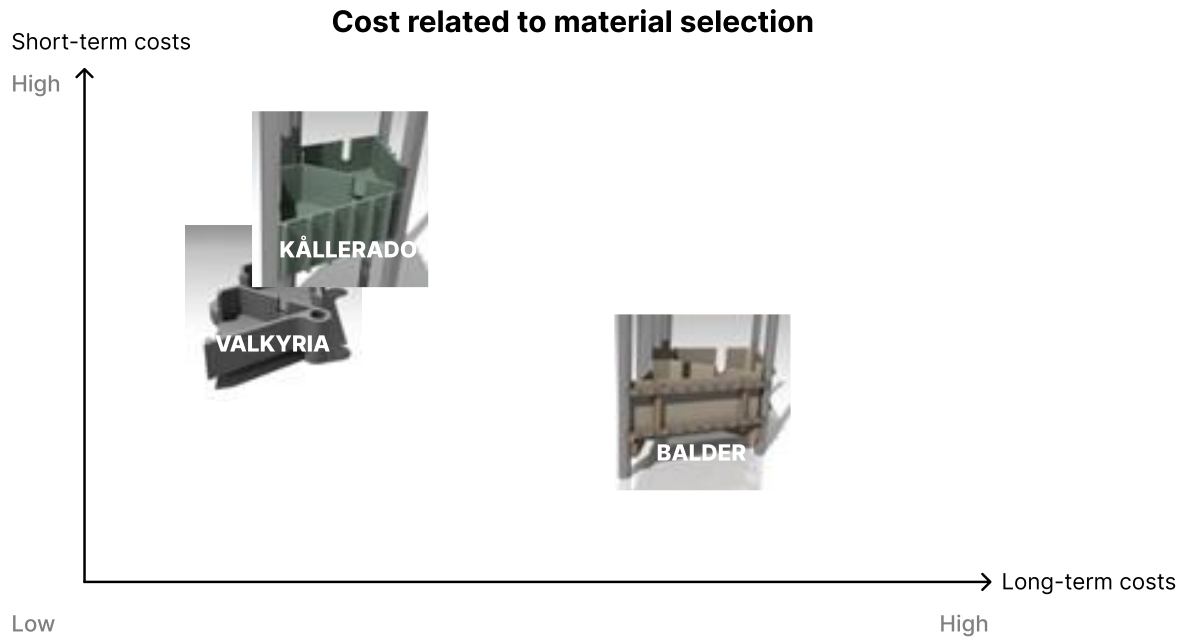 Cost related to material selection
Short-term costs
High
KÅLLERADO
VALKYRIA
BALDER
Long-term costs
Low
High